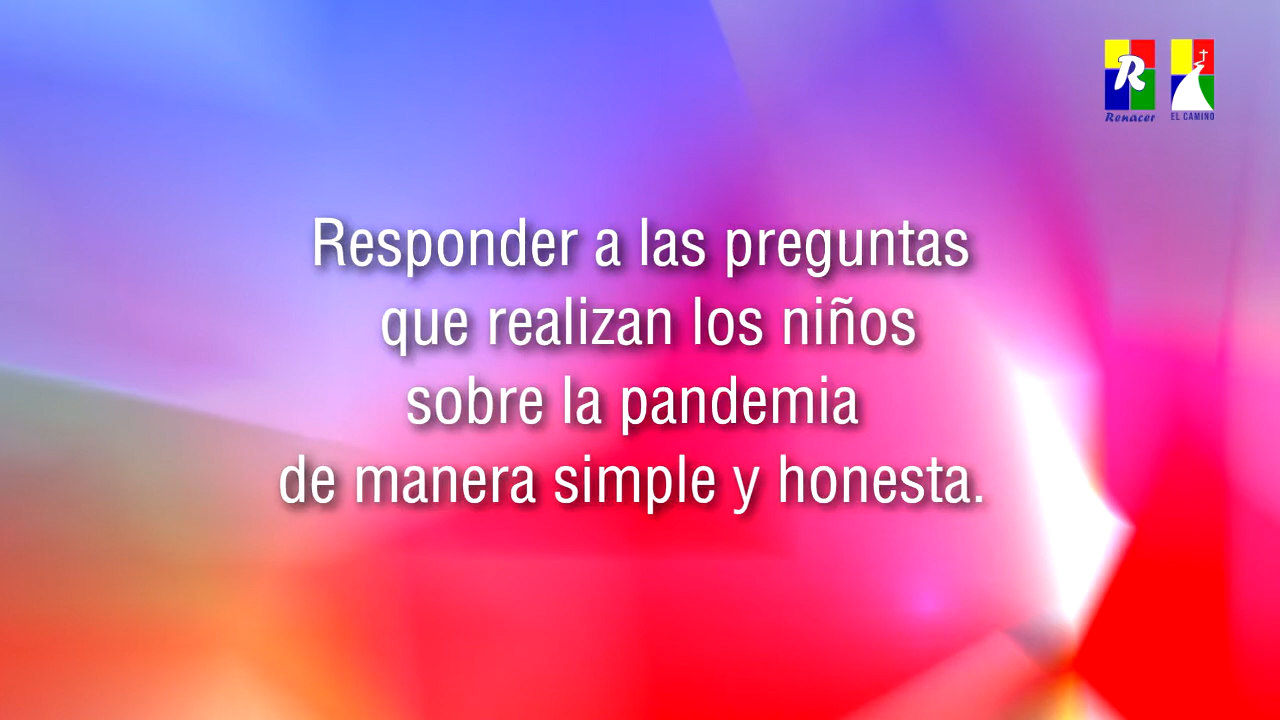 R
Renacer
EL CAMINO
Responder a las preguntas
que realizan los niños
sobre la pandemia
de manera simple y honesta.